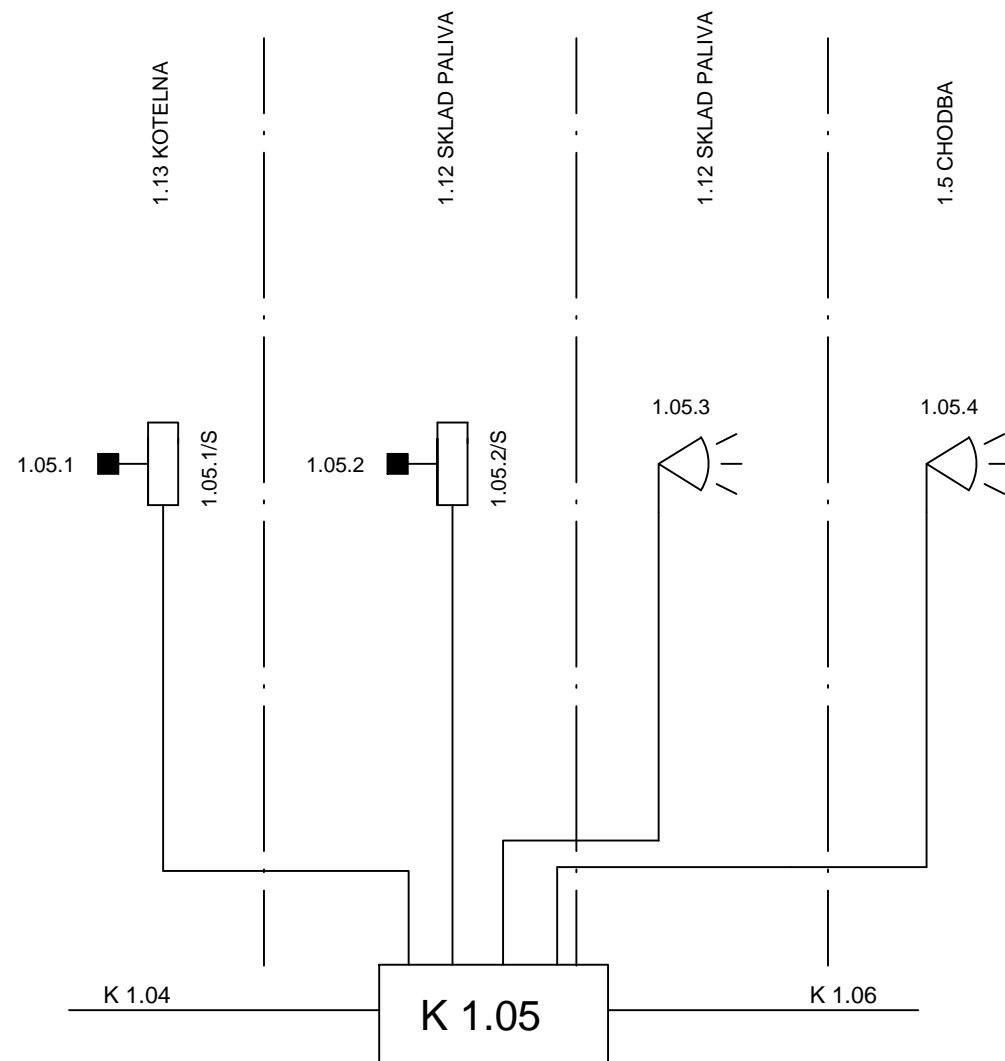 1.13 KOTELNA
1.12 SKLAD PALIVA
1.12 SKLAD PALIVA
1.5 CHODBA
1.05.1
1.05.1/S
1.05.2
1.05.2/S
1.05.3
1.05.4
K 1.04
K 1.05
K 1.06